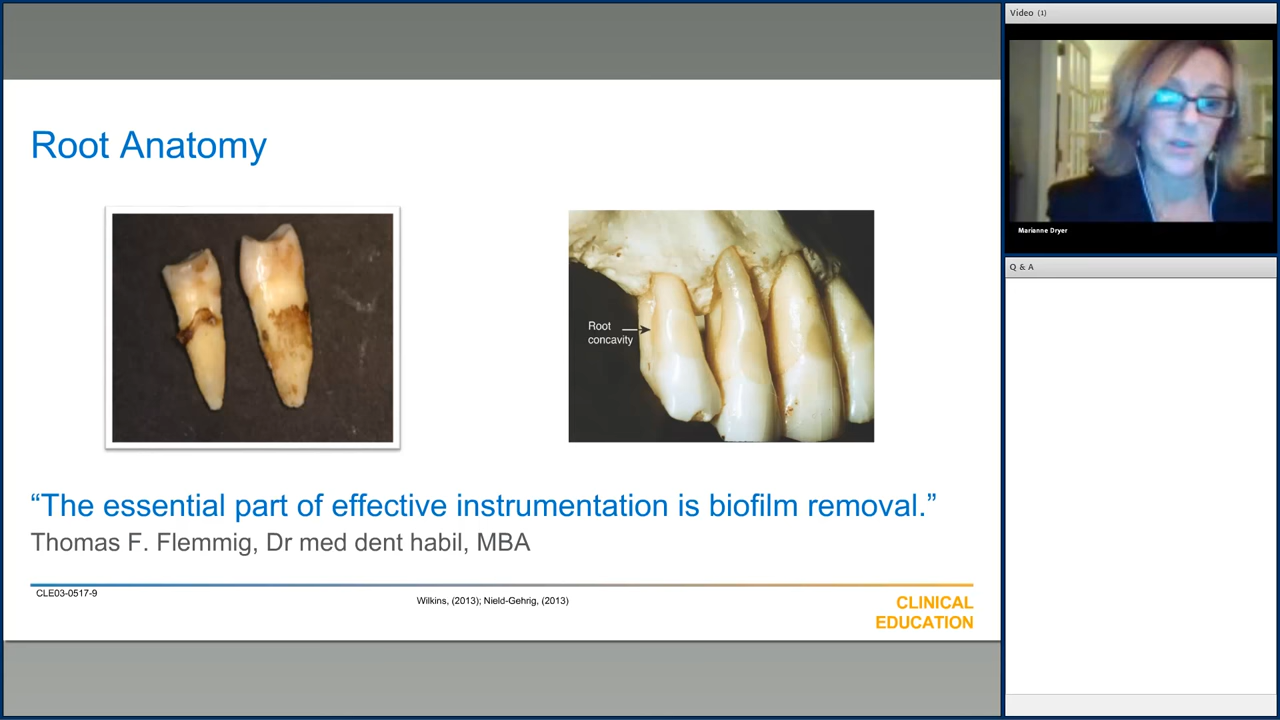 Root Anatomy
Root
concavity
“The essential part of effective instrumentation is biofilm removal.”
Thomas F. Flemmig, Dr med dent habil, MBA
CLE03-0517-9
Wilkins, (2013); Nield-Gehrig, (2013)
CLINICAL
EDUCATION
Video (1)
Marianne Dryer
Q & A